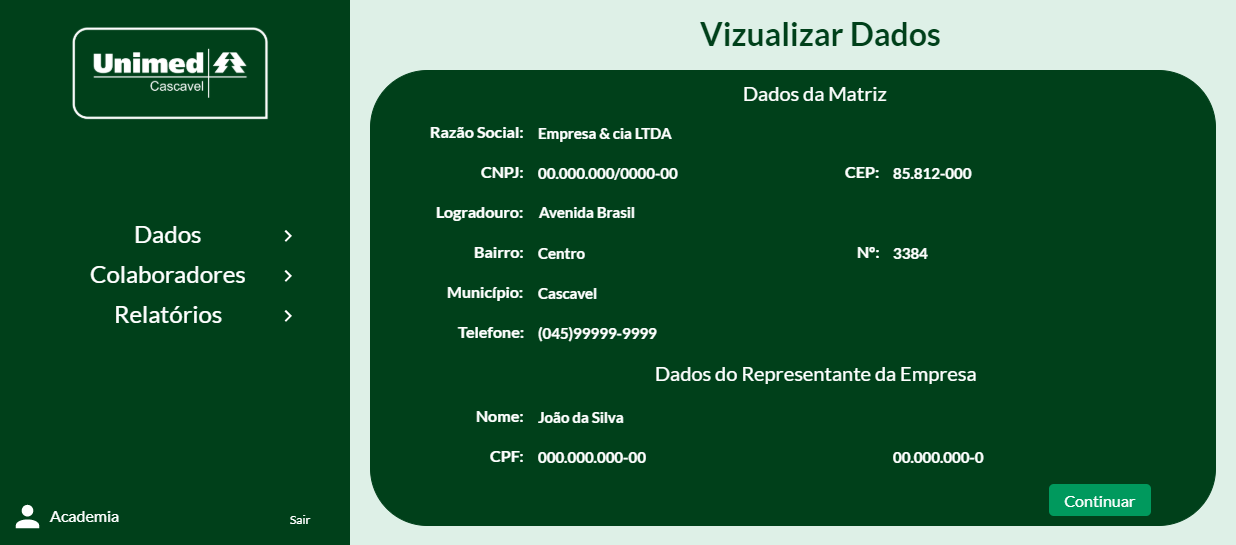 Unimed
Cascavel
Dados
Colaboradores
Relatórios
Academia
Sair
Vizualizar Dados
Dados da Matriz
Razão Social: Empresa & cia LTDA
CNPJ: 00.000.000/0000-00 CEP: 85.812-000
Logradouro: Avenida Brasil
Bairro: Centro Nº: 3384
Município: Cascavel
Telefone: (045)99999-9999
Dados do Representante da Empresa
Nome: João da Silva
CPF: 000.000.000-00 00.000.000-0
Continuar